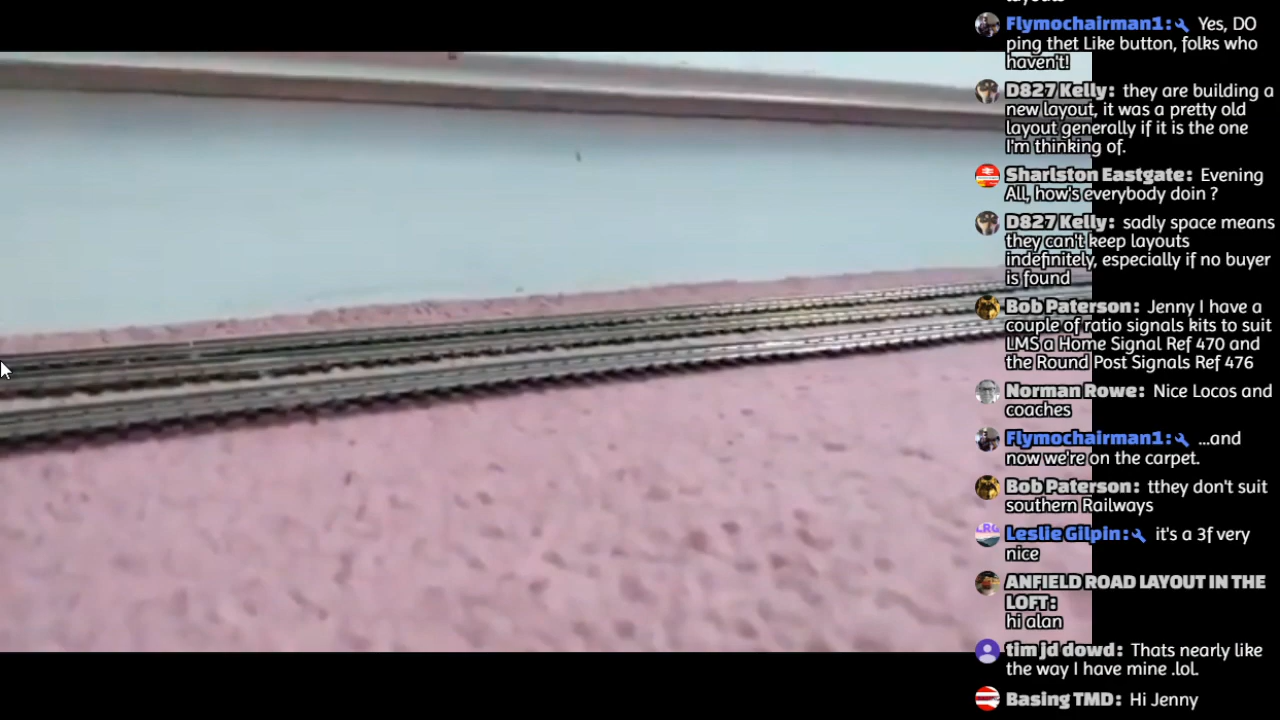 Flymochairman1: Yes, DO
ping thet Like button, folks who
haven't!
D827 Kelly: they are building a
new layout, it was a pretty old
layout generally if it is the one
I'm thinking of.
Sharlston Eastgate: Evening
All, how's everybody doin ?
D827 Kelly: sadly space means
they can't keep layouts
indefinitely, especially if no buyer
is found
Bob Paterson: Jenny I have a
couple of ratio signals kits to suit
LMS a Home Signal Ref 470 and
the Round Post Signals Ref 476
Norman Rowe: Nice Locos and
coaches
Flymochairman1: ...and
now we're on the carpet.
Bob Paterson: tthey don't suit
southern Railways
LRG
Leslie Gilpin: it's a 3f very
nice
ANFIELD ROAD LAYOUT IN THE
LOFT:
hi alan
tim jd dowd: Thats nearly like
the way I have mine .lol.
Basing TMD: Hi Jenny